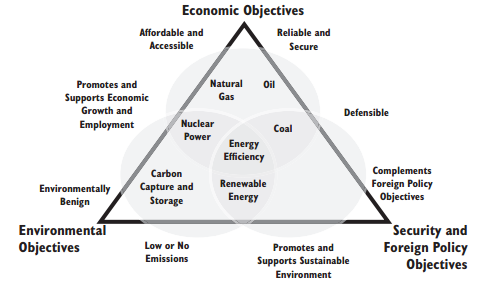 Economic Objectives
Affordable and
Accessible
Reliable and
Secure
Natural
Gas
Oil
Promotes and
Supports Economic
Growth and
Employment
Defensible
Nuclear
Power
Coal
Energy
Efficiency
Carbon
Capture and
Storage
Renewable
Energy
Complements
Foreign Policy
Objectives
Environmentally
Benign
Environmental
Objectives
Security and
Foreign Policy
Objectives
Low or No
Emissions
Promotes and
Supports Sustainable
Environment